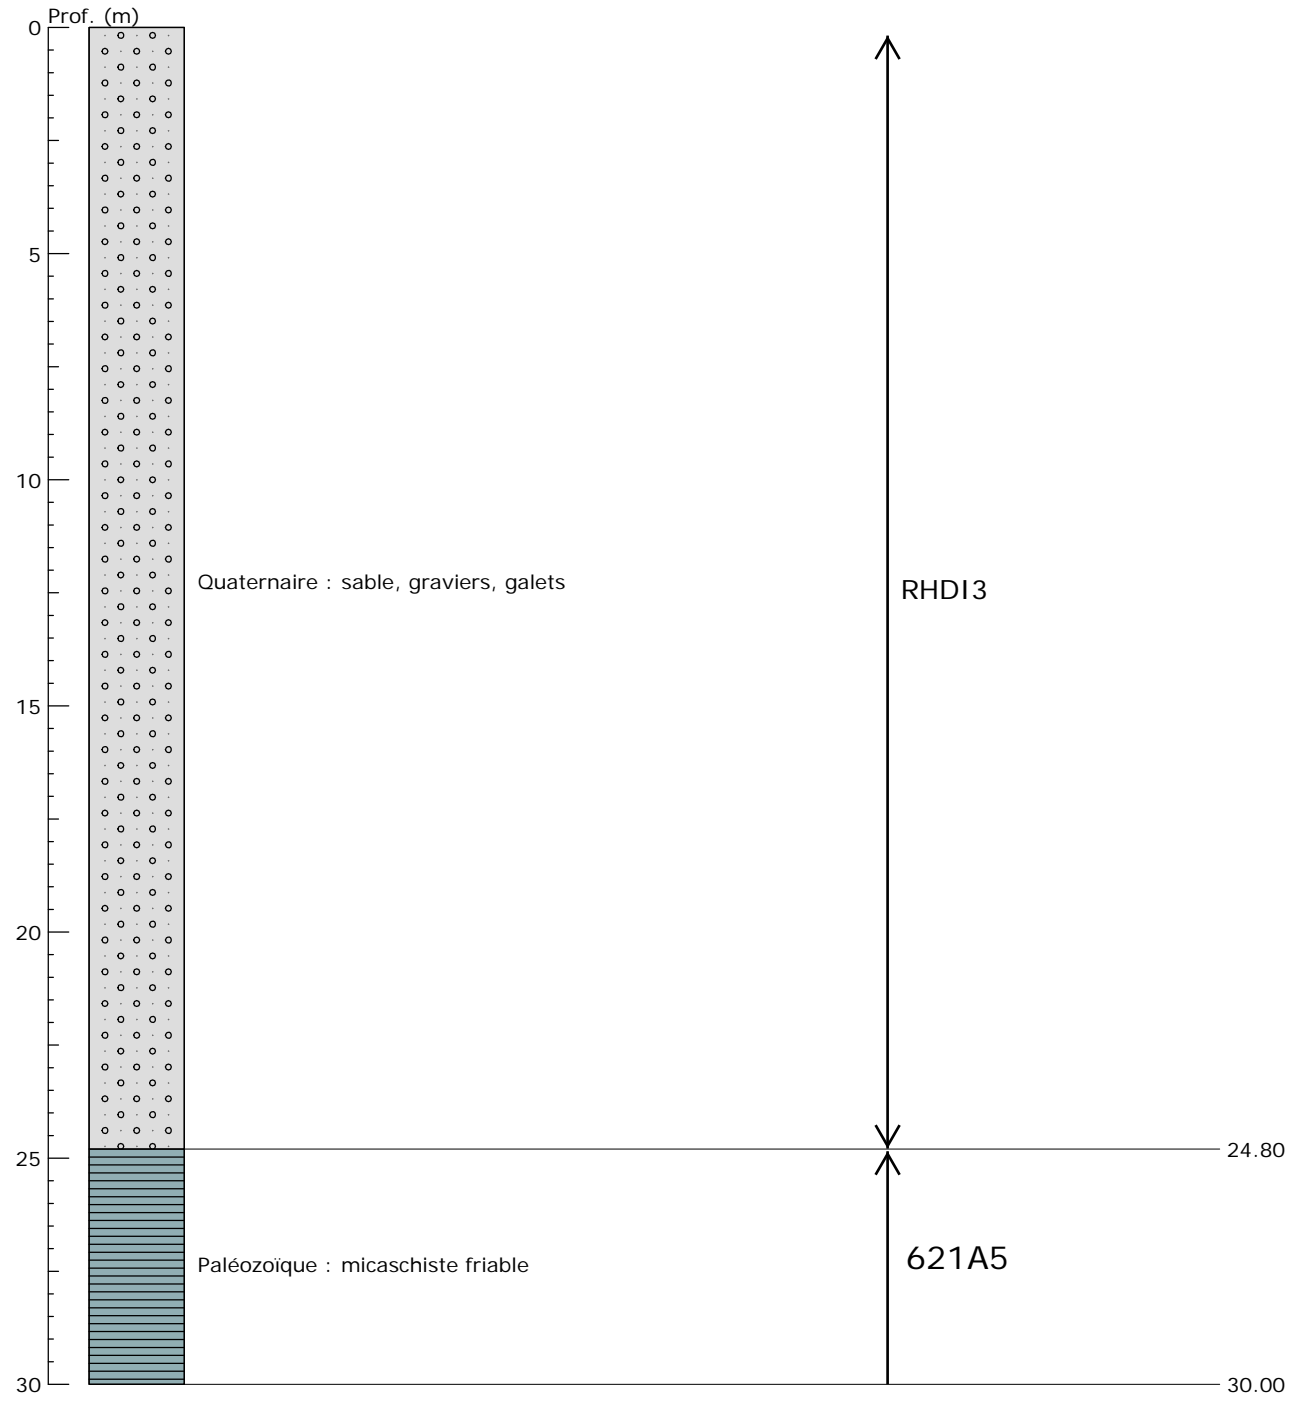 Prof. (m)
0
5
10
Quaternaire : sable, graviers, galets
RHDI3
15
20
24.80
25
621A5
Paléozoïque : micaschiste friable
30
30.00